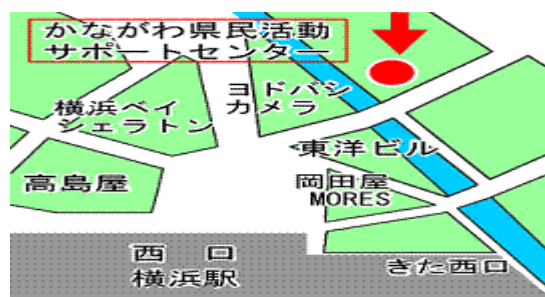 かながわ県民活動
サポートセンター
ヨドバシ
カメラ
横浜ベイ
シェラトン
東洋ビル
高島屋
岡田屋
MORES
西 口
横浜駅
きた西口